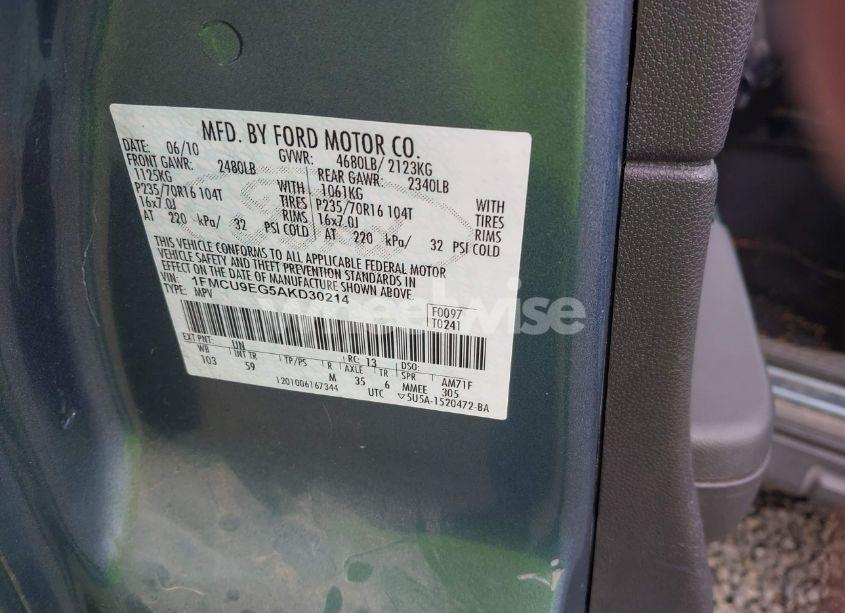 MFD. BY FORD MOTOR CO.
DATE: 06/10 GVWR: 4680LB/ 2123KG
FRONT GAWR: 2480LB REAR GAWR: 2340LB
1125KG WITH 1061KG WITH
P235/70R16 104T TIRES P235/70R16 104T TIRES
16x7.0J RIMS 16x7.0J RIMS
AT 220 kPa/ 32 PSI COLD AT 220 kPa/ 32 PSI COLD
THIS VEHICLE CONFORMS TO ALL APPLICABLE FEDERAL MOTOR
VEHICLE SAFETY AND THEFT PREVENTION STANDARDS IN
EFFECT ON THE DATE OF MANUFACTURE SHOWN ABOVE.
VIN: 1FMCU9EG5AKD30214
TYPE: MPV
F0097
T0241
EXT PNT: UN RC: 13 DSO:
WB INT TR TP/PS R AXLE TR SPR AM71F
103 59 M 35 6 MMEE 305
1201006167344 UTC ▽5U5A-1520472-BA
wheelwise